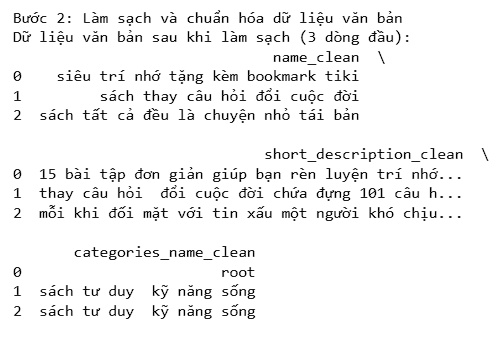 Bước 2: Làm sạch và chuẩn hóa dữ liệu văn bản
Dữ liệu văn bản sau khi làm sạch (3 dòng đầu):
name_clean \
0 siêu trí nhớ tặng kèm bookmark tiki
1 sách thay câu hỏi đổi cuộc đời
2 sách tất cả đều là chuyện nhỏ tái bản
short_description_clean \
0 15 bài tập đơn giản giúp bạn rèn luyện trí nhớ...
1 thay câu hỏi  đổi cuộc đời chứa đựng 101 câu h...
2 mỗi khi đối mặt với tin xấu một người khó chịu...
categories_name_clean
0 root
1 sách tư duy  kỹ năng sống
2 sách tư duy  kỹ năng sống